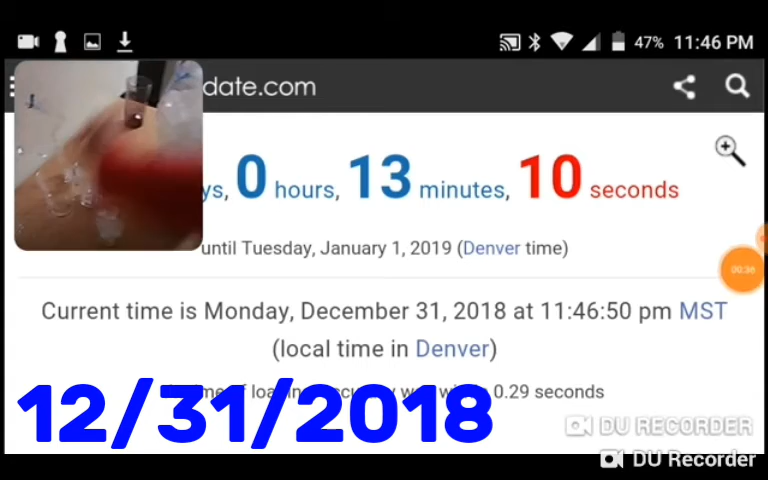 47% 11:46 PM
date.com
ys, 0 hours, 13 minutes, 10 seconds
until Tuesday, January 1, 2019 (Denver time)
00:36
Current time is Monday, December 31, 2018 at 11:46:50 pm MST
(local time in Denver)
0.29 seconds
12/31/2018
DU RECORDER
DU Recorder